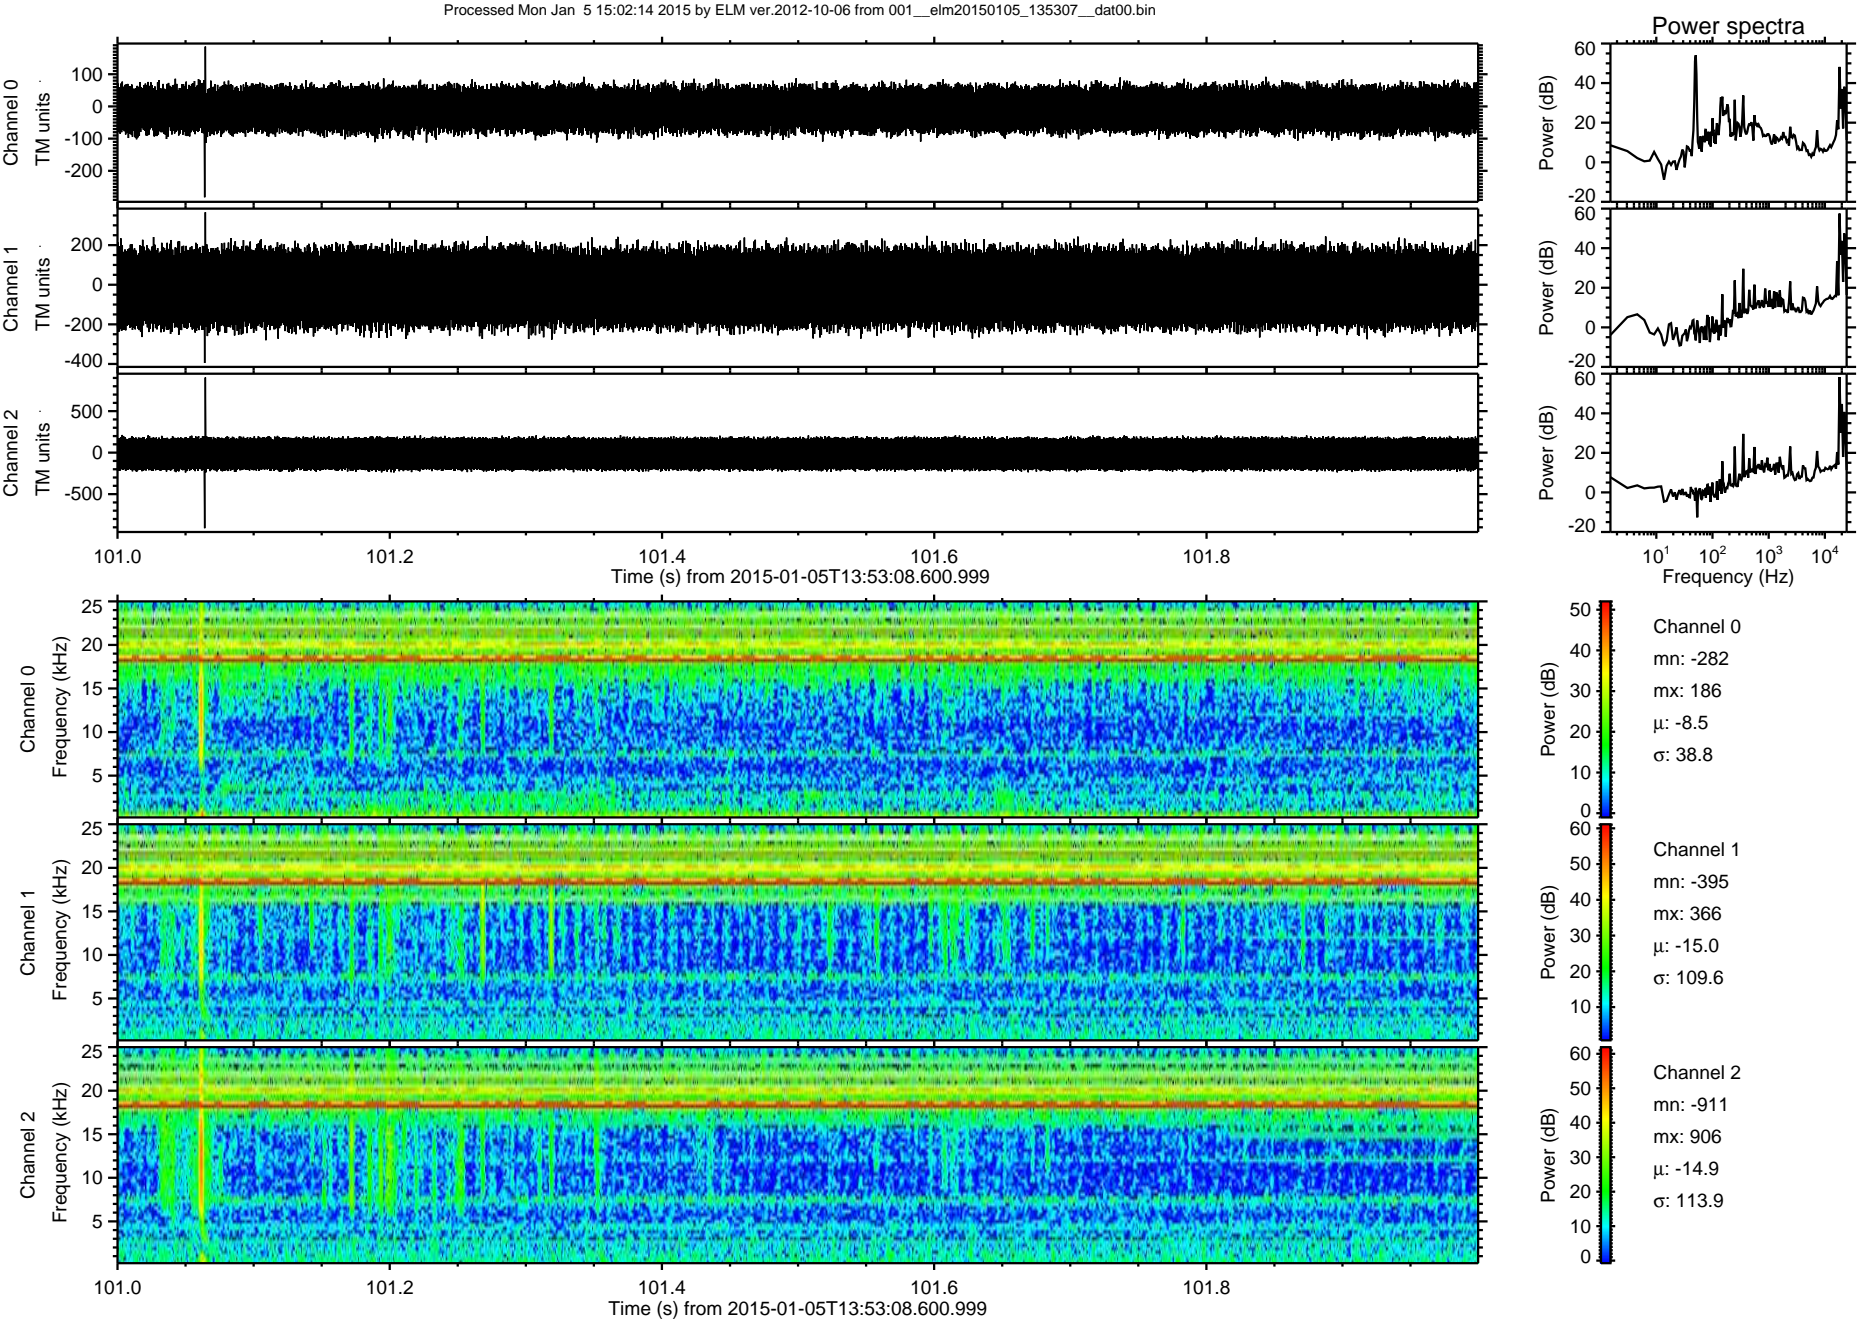 Processed Mon Jan  5 15:02:14 2015 by ELM ver.2012-10-06 from 001__elm20150105_135307__dat00.bin
Power spectra
Channel 0
TM units
100
0
-100
-200
Power (dB)
60
40
20
0
-20
Channel 1
TM units
200
0
-200
-400
Power (dB)
60
40
20
0
-20
Channel 2
TM units
500
0
-500
Power (dB)
60
40
20
0
-20
101.0 101.2 101.4 101.6 101.8
Time (s) from 2015-01-05T13:53:08.600.999
10¹ 10² 10³ 10⁴
Frequency (Hz)
Channel 0
Frequency (kHz)
25
20
15
10
5
Power (dB)
50
40
30
20
10
0
Channel 0
mn: -282
mx: 186
μ: -8.5
σ: 38.8
Channel 1
Frequency (kHz)
25
20
15
10
5
Power (dB)
60
50
40
30
20
10
Channel 1
mn: -395
mx: 366
μ: -15.0
σ: 109.6
Channel 2
Frequency (kHz)
25
20
15
10
5
Power (dB)
60
50
40
30
20
10
0
Channel 2
mn: -911
mx: 906
μ: -14.9
σ: 113.9
101.0 101.2 101.4 101.6 101.8
Time (s) from 2015-01-05T13:53:08.600.999